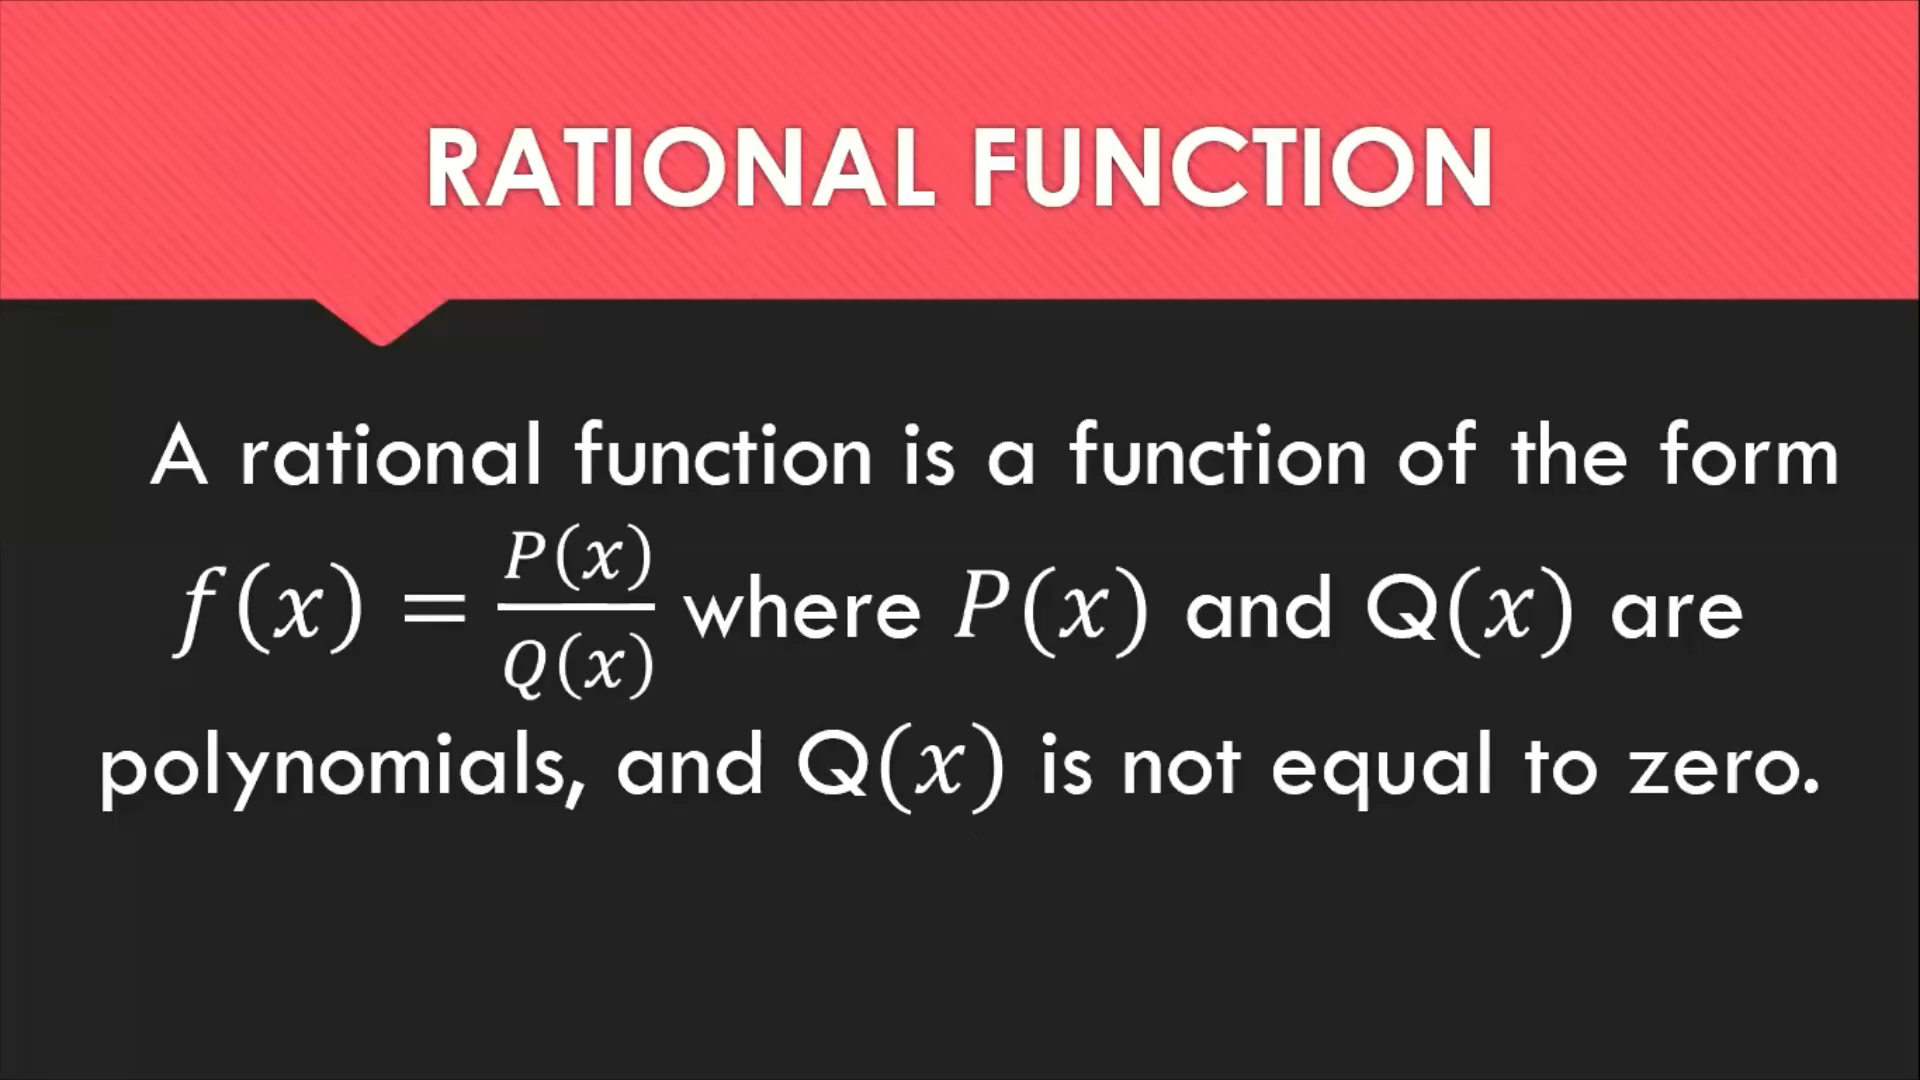 RATIONAL FUNCTION
A rational function is a function of the form
f(x) = P(x)/Q(x) where P(x) and Q(x) are
polynomials, and Q(x) is not equal to zero.